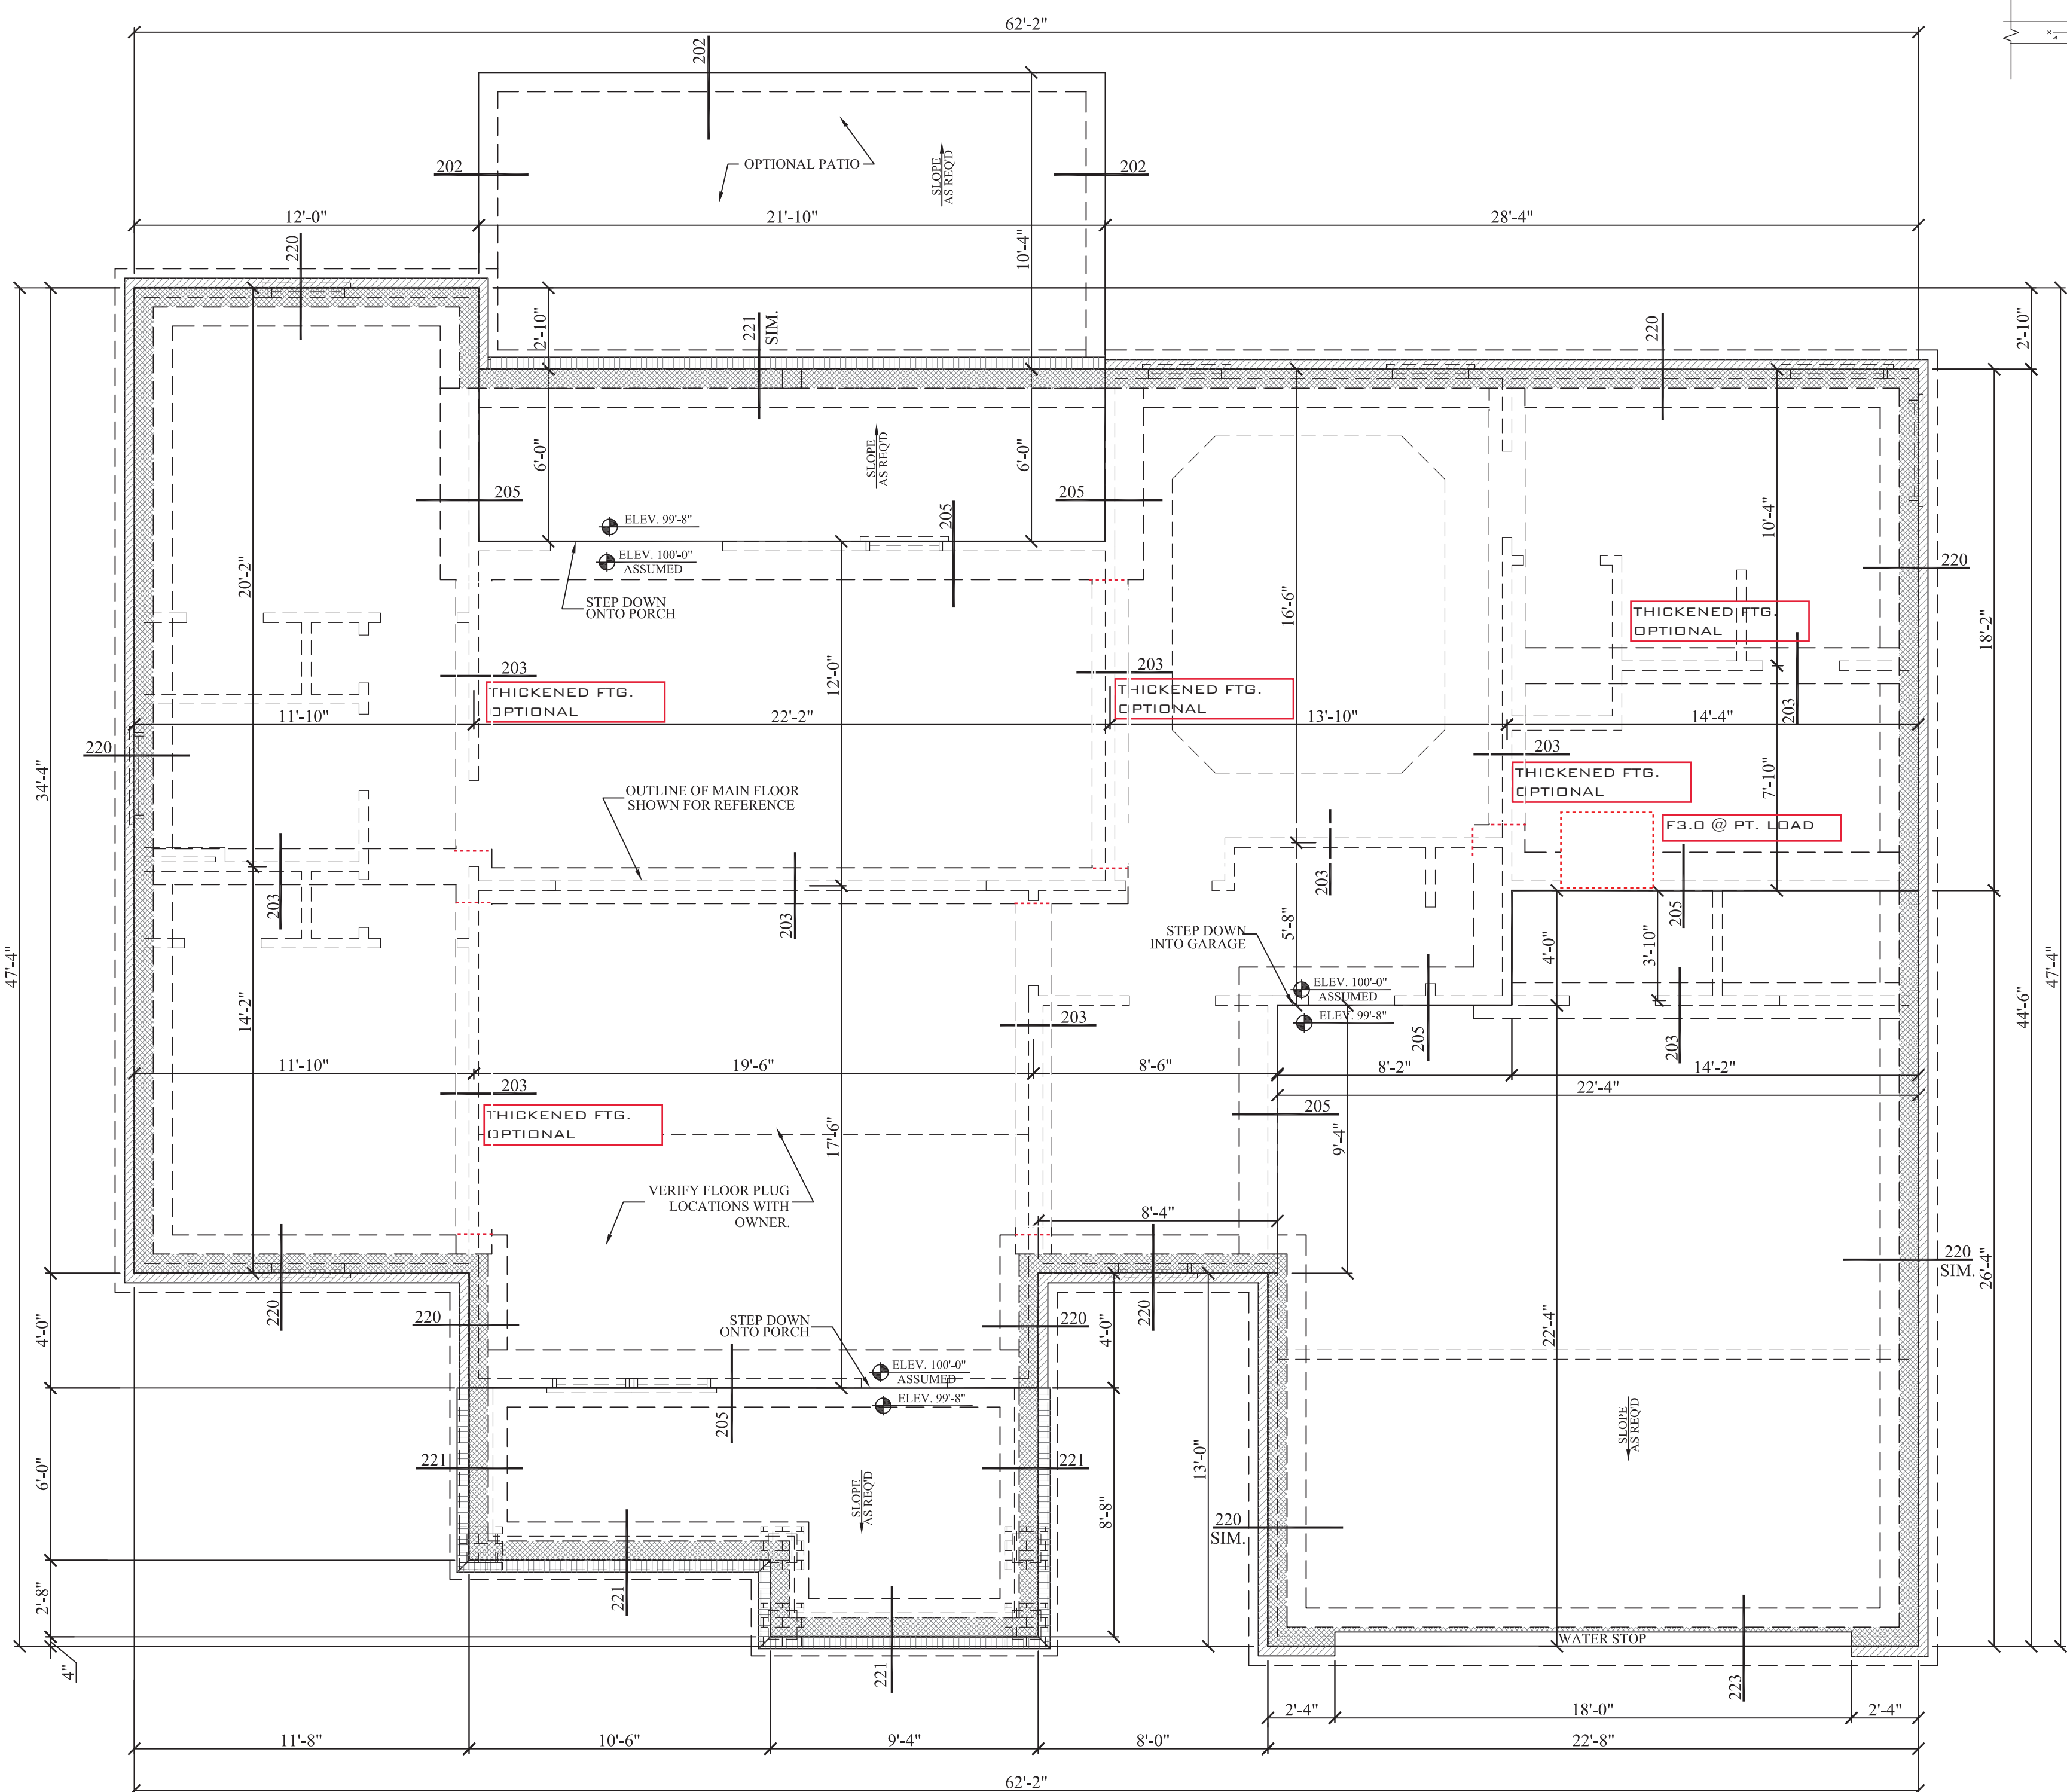 62'-2"
202
OPTIONAL PATIO
SLOPE
AS REQ'D
202
202
12'-0"
21'-10"
28'-4"
10'-4"
220
2'-10"
221
SIM.
220
2'-10"
6'-0"
SLOPE
AS REQ'D
6'-0"
205
205
205
10'-4"
ELEV. 99'-8"
ELEV. 100'-0"
ASSUMED
STEP DOWN
ONTO PORCH
20'-2"
16'-6"
220
THICKENED FTG.
OPTIONAL
18'-2"
203
203
12'-0"
THICKENED FTG.
OPTIONAL
THICKENED FTG.
OPTIONAL
203
11'-10"
22'-2"
13'-10"
14'-4"
220
34'-4"
203
THICKENED FTG.
OPTIONAL
7'-10"
OUTLINE OF MAIN FLOOR
SHOWN FOR REFERENCE
F3.0 @ PT. LOAD
203
203
203
205
5'-8"
STEP DOWN
INTO GARAGE
4'-0"
3'-10"
47'-4"
47'-4"
44'-6"
14'-2"
ELEV. 100'-0"
ASSUMED
ELEV. 99'-8"
203
205
203
11'-10"
19'-6"
8'-6"
8'-2"
14'-2"
22'-4"
203
THICKENED FTG.
OPTIONAL
205
17'-6"
9'-4"
VERIFY FLOOR PLUG
LOCATIONS WITH
OWNER.
8'-4"
220
SIM.
26'-4"
220
220
220
220
STEP DOWN
ONTO PORCH
4'-0"
4'-0"
22'-4"
ELEV. 100'-0"
ASSUMED
ELEV. 99'-8"
205
SLOPE
AS REQ'D
221
221
6'-0"
13'-0"
SLOPE
AS REQ'D
8'-8"
220
SIM.
221
2'-8"
4"
WATER STOP
221
223
2'-4"
18'-0"
2'-4"
11'-8"
10'-6"
9'-4"
8'-0"
22'-8"
62'-2"